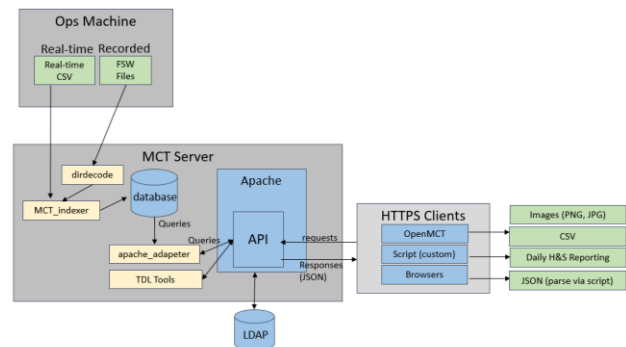 Ops Machine
Real-time Recorded
Real-time
CSV
FSW
Files
MCT Server
dirdecode
MCT_indexer
database
Queries
apache_adapeter
Queries
TDL Tools
Apache
API
requests
Responses
(JSON)
LDAP
HTTPS Clients
OpenMCT
Script (custom)
Browsers
Images (PNG, JPG)
CSV
Daily H&S Reporting
JSON (parse via script)